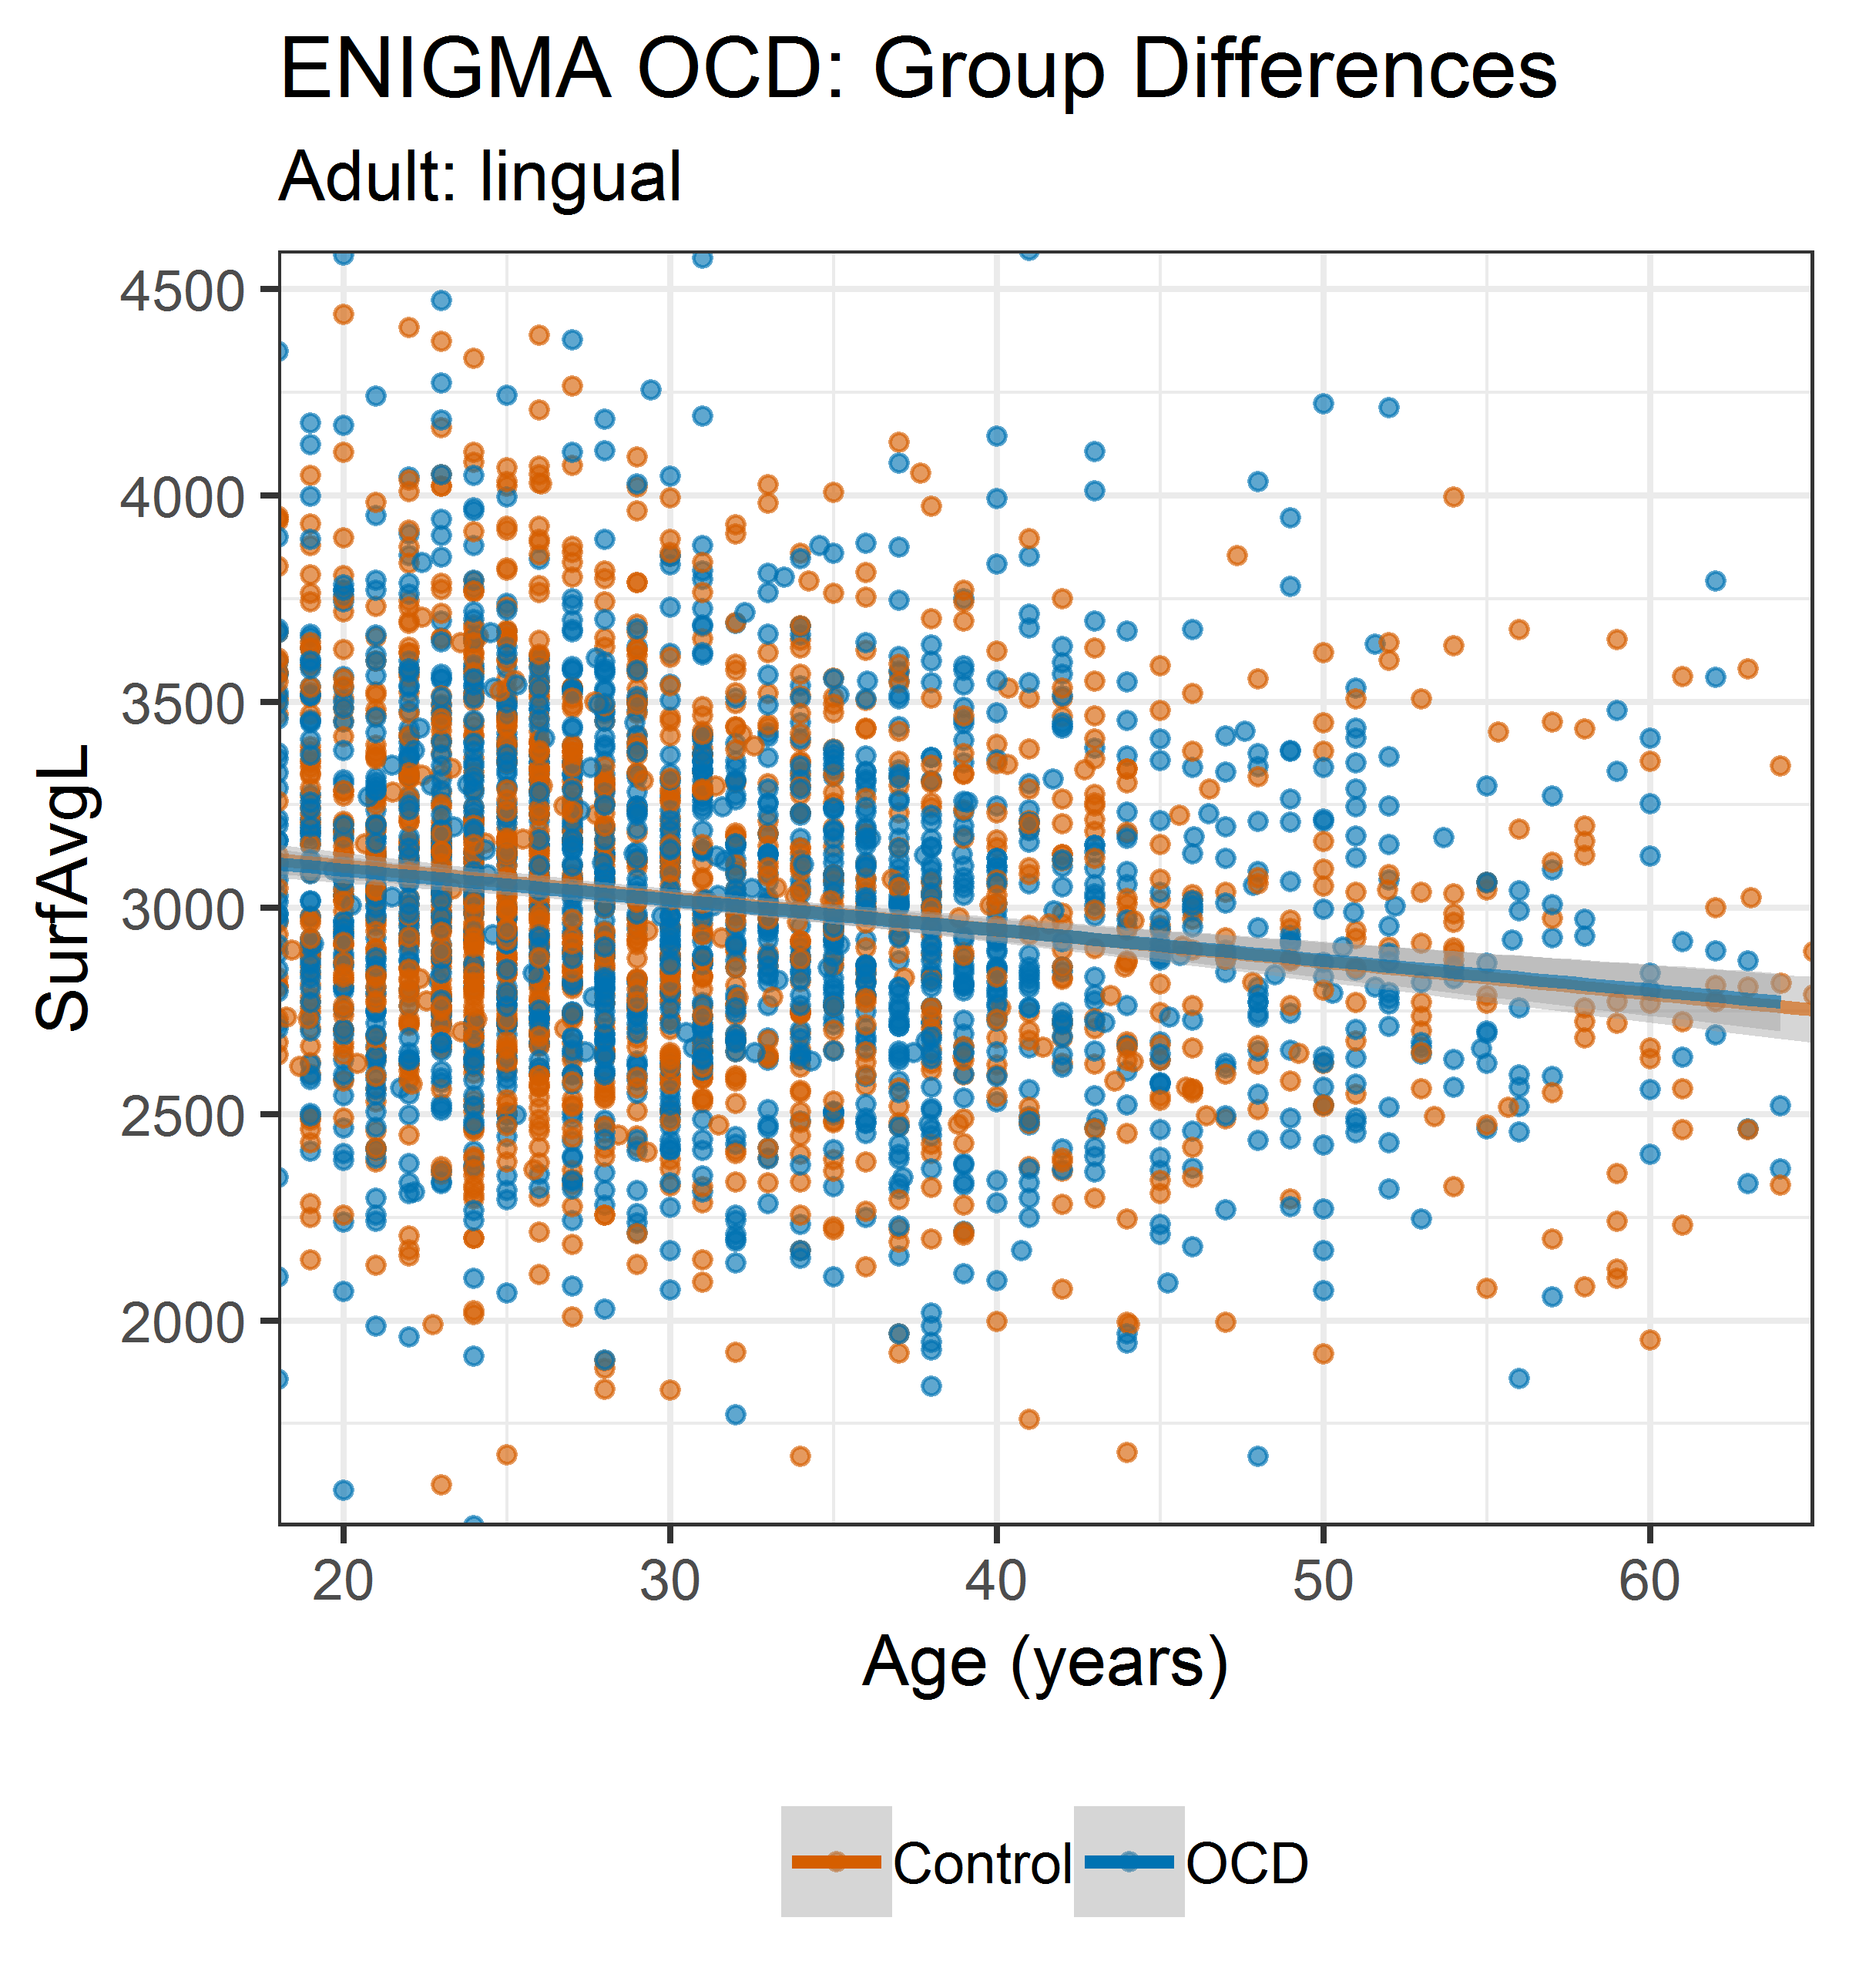 ENIGMA OCD: Group Differences
Adult: lingual
SurfAvgL
4500
4000
3500
3000
2500
2000
20 30 40 50 60
Age (years)
Control OCD